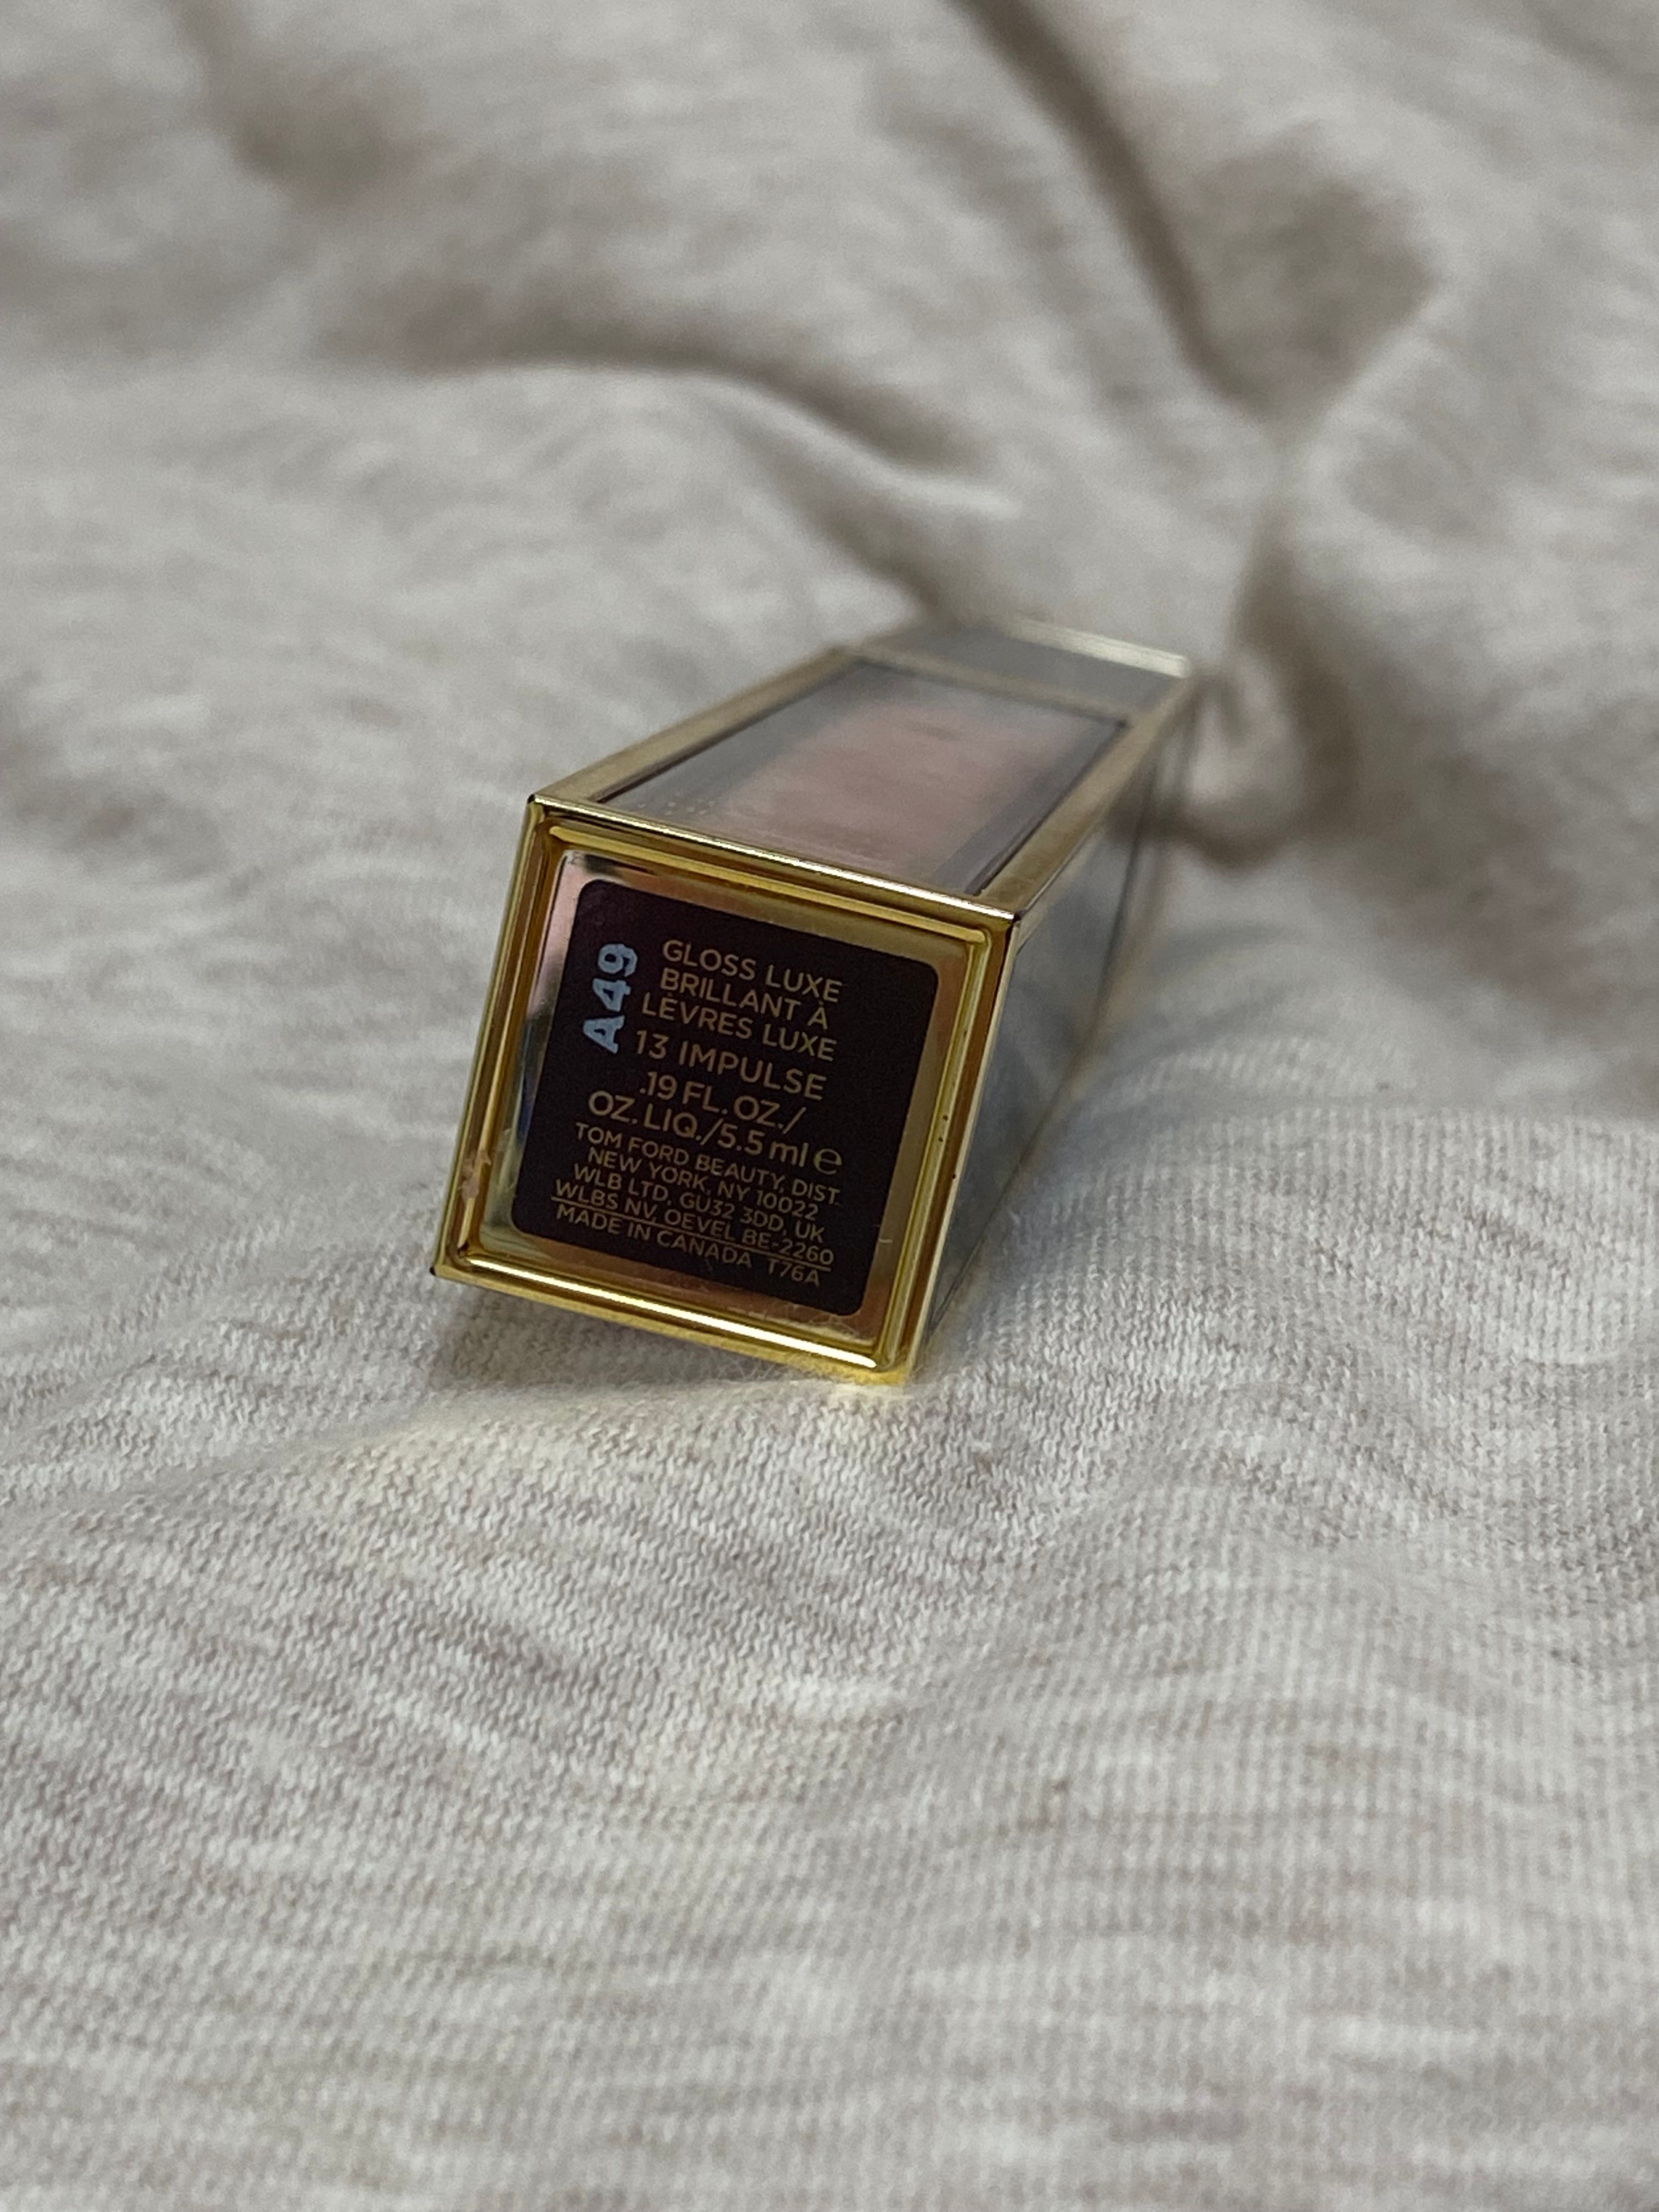 A49
GLOSS LUXE
BRILLANT À
LÈVRES LUXE
13 IMPULSE
.19 FL. OZ./
OZ. LIQ./5.5 ml ℮
TOM FORD BEAUTY, DIST.
NEW YORK, NY 10022
WLB LTD, GU32 3DD, UK
WLBS NV, OEVEL BE-2260
MADE IN CANADA T76A